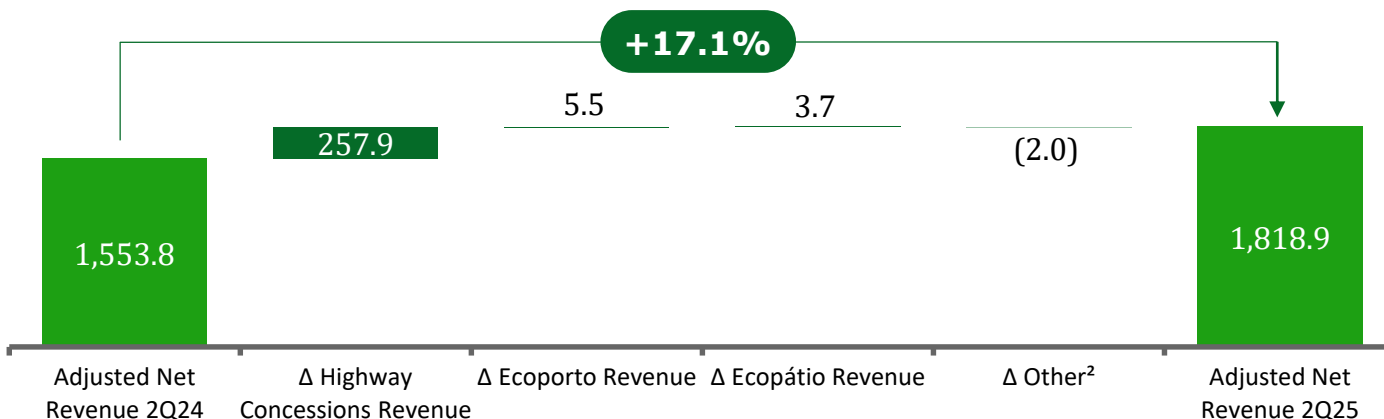 +17.1%
5.5
3.7
257.9
(2.0)
1,553.8
1,818.9
Adjusted Net
Revenue 2Q24
Δ Highway
Concessions Revenue
Δ Ecoporto Revenue
Δ Ecopátio Revenue
Δ Other²
Adjusted Net
Revenue 2Q25